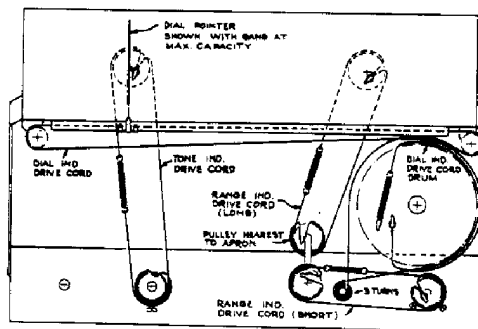 DIAL POINTER
SHOWN WITH GANG AT
MAX. CAPACITY
DIAL IND.
DRIVE CORD
TONE IND.
DRIVE CORD
DIAL IND.
DRIVE CORD
DRUM
RANGE IND.
DRIVE CORD
(LONG)
PULLEY NEAREST
TO APRON
3 TURNS
RANGE IND.
DRIVE CORD (SHORT)